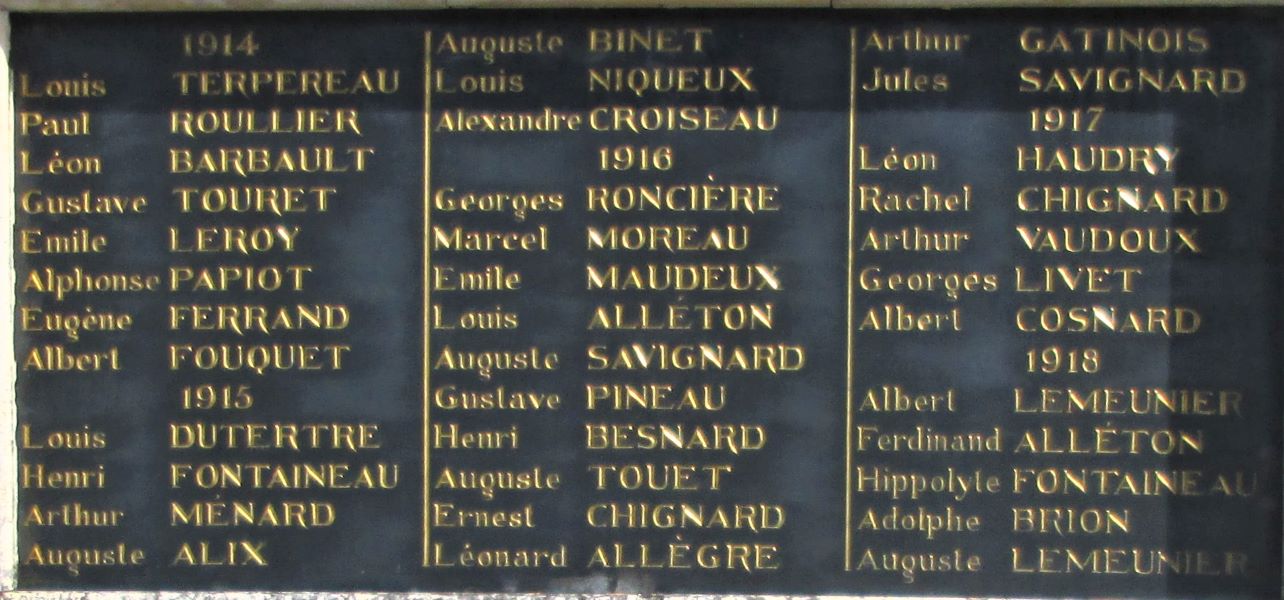 1914
Louis TERPEREAU
Paul ROULLIER
Léon BARBAULT
Gustave TOURET
Emile LEROY
Alphonse PAPIOT
Eugène FERRAND
Albert FOUQUET
1915
Louis DUTERTRE
Henri FONTAINEAU
Arthur MÉNARD
Auguste ALIX
Auguste BINET
Louis NIQUEUX
Alexandre CROISEAU
1916
Georges RONCIÈRE
Marcel MOREAU
Emile MAUDEUX
Louis ALLÉTON
Auguste SAVIGNARD
Gustave PINEAU
Henri BESNARD
Auguste TOUET
Ernest CHIGNARD
Léonard ALLÈGRE
Arthur GATINOIS
Jules SAVIGNARD
1917
Léon HAUDRY
Rachel CHIGNARD
Arthur VAUDOUX
Georges LIVET
Albert COSNARD
1918
Albert LEMEUNIER
Ferdinand ALLÉTON
Hippolyte FONTAINEAU
Adolphe BRION
Auguste LEMEUNIER